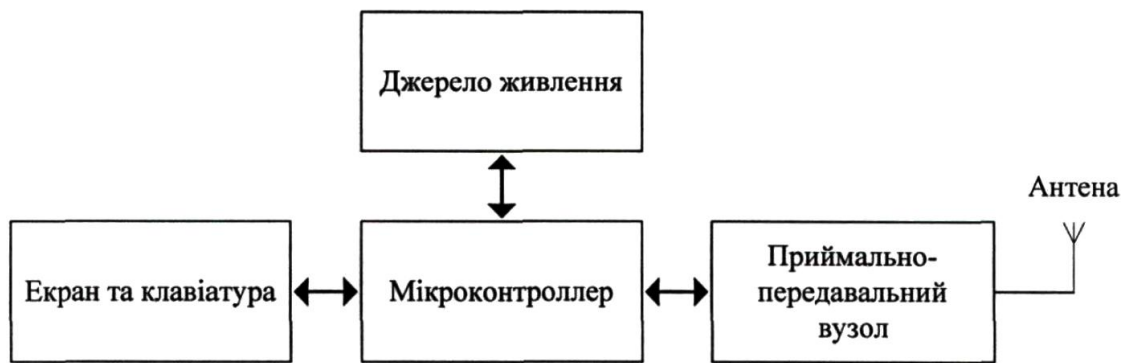 Джерело живлення
Антена
Екран та клавіатура
Мікроконтроллер
Приймально-
передавальний
вузол